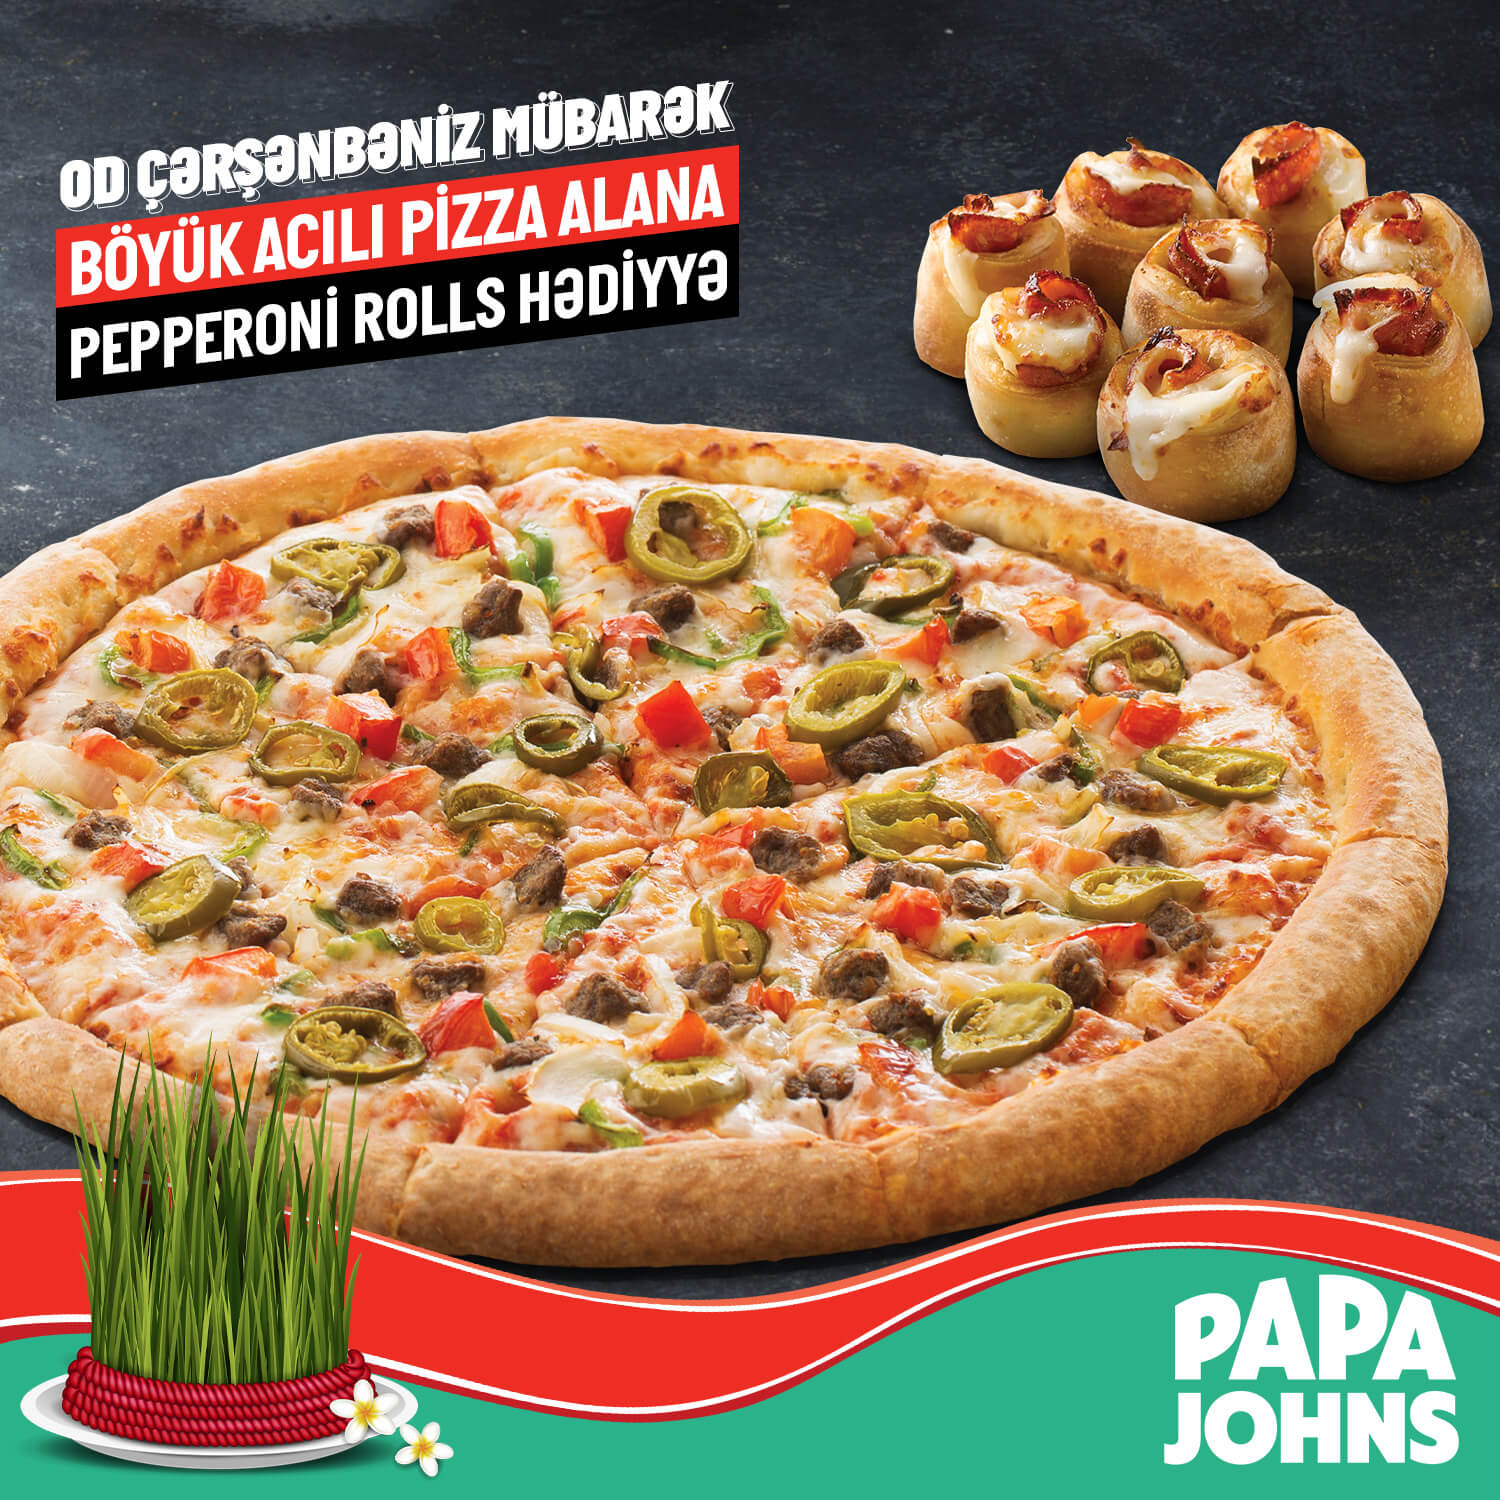 OD ÇƏRŞƏNBƏNİZ MÜBARƏK
BÖYÜK ACILI PİZZA ALANA
PEPPERONİ ROLLS HƏDİYYƏ
PAPA
JOHNS